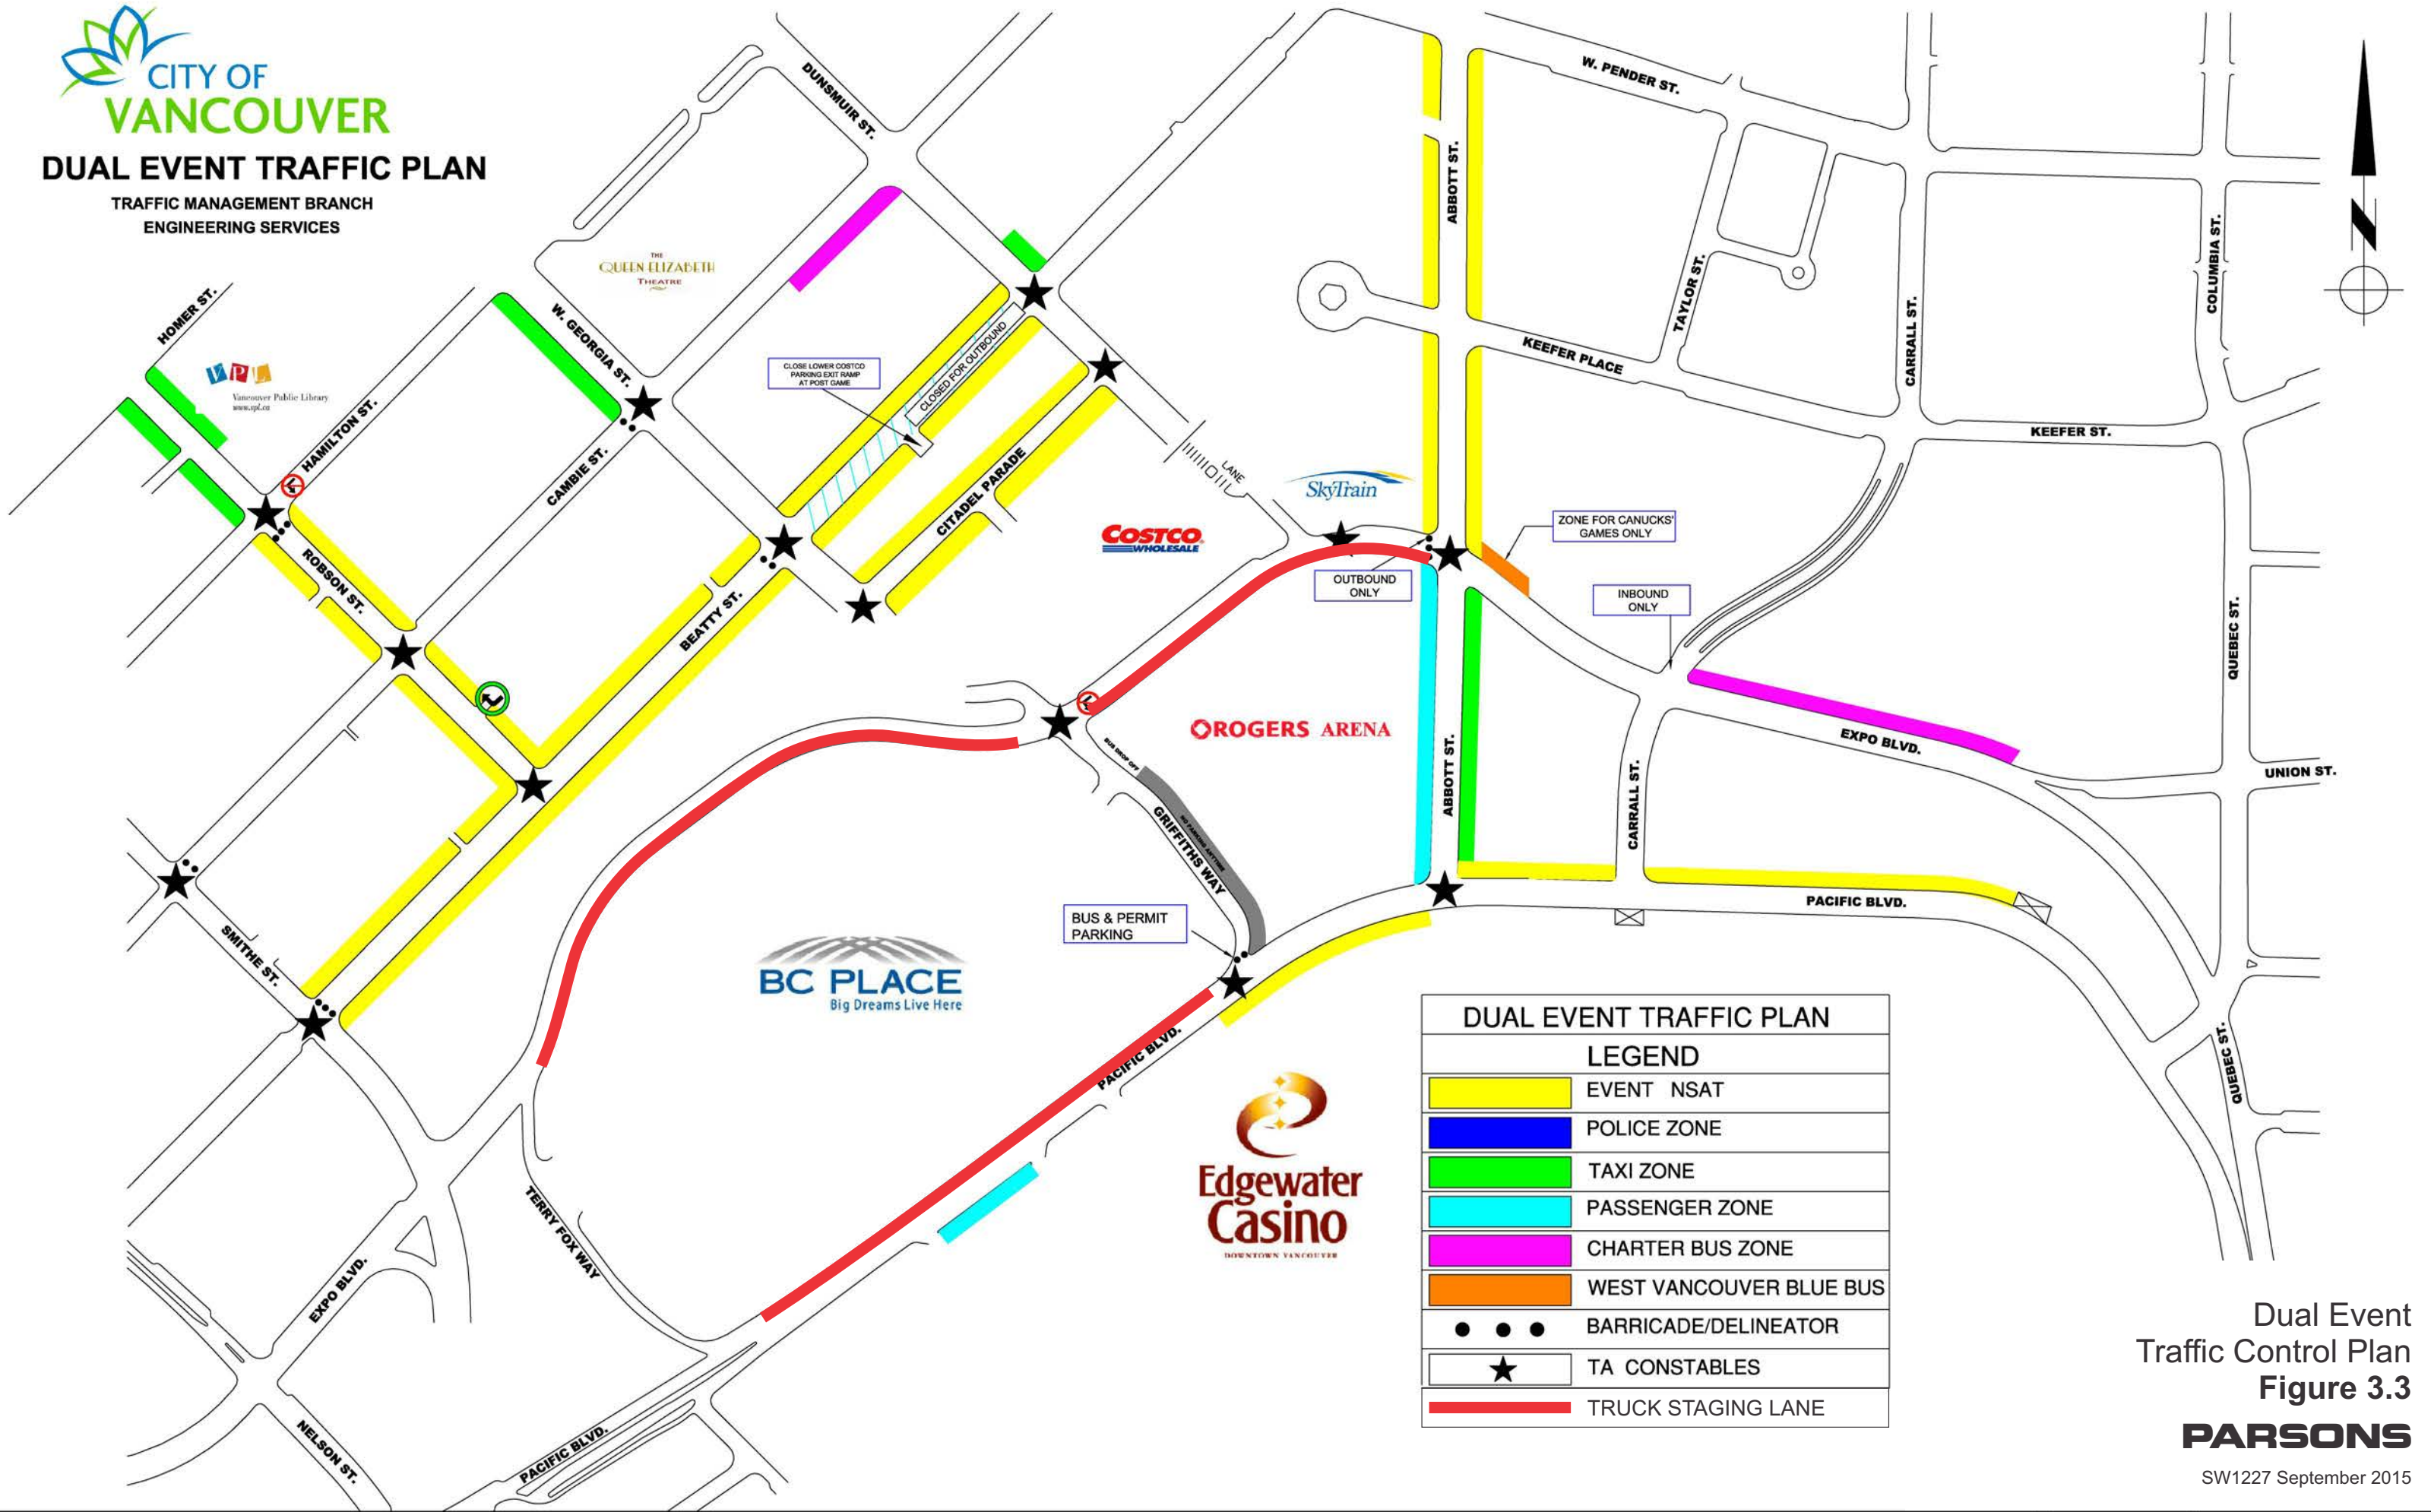 CITY OF
VANCOUVER
DUAL EVENT TRAFFIC PLAN
TRAFFIC MANAGEMENT BRANCH
ENGINEERING SERVICES
DUNSMUIR ST.
W. PENDER ST.
ABBOTT ST.
TAYLOR ST.
CARRALL ST.
COLUMBIA ST.
N
THE
QUEEN ELIZABETH
THEATRE
HOMER ST.
W. GEORGIA ST.
VPL
Vancouver Public Library
www.vpl.ca
HAMILTON ST.
CAMBIE ST.
CLOSE LOWER COSTCO
PARKING EXIT RAMP
AT POST GAME
CLOSED FOR OUTBOUND
CITADEL PARADE
KEEFER PLACE
KEEFER ST.
LANE
SkyTrain
COSTCO
WHOLESALE
ZONE FOR CANUCKS'
GAMES ONLY
OUTBOUND
ONLY
INBOUND
ONLY
ROBSON ST.
BEATTY ST.
QUEBEC ST.
ROGERS ARENA
BUS DROP OFF
NO PARKING ANYTIME
GRIFFITHS WAY
ABBOTT ST.
CARRALL ST.
EXPO BLVD.
UNION ST.
PACIFIC BLVD.
SMITHE ST.
BUS & PERMIT
PARKING
BC PLACE
Big Dreams Live Here
PACIFIC BLVD.
QUEBEC ST.
Edgewater
Casino
DOWNTOWN VANCOUVER
TERRY FOX WAY
EXPO BLVD.
NELSON ST.
PACIFIC BLVD.
DUAL EVENT TRAFFIC PLAN
LEGEND
EVENT NSAT
POLICE ZONE
TAXI ZONE
PASSENGER ZONE
CHARTER BUS ZONE
WEST VANCOUVER BLUE BUS
BARRICADE/DELINEATOR
TA CONSTABLES
TRUCK STAGING LANE
Dual Event
Traffic Control Plan
Figure 3.3
PARSONS
SW1227 September 2015